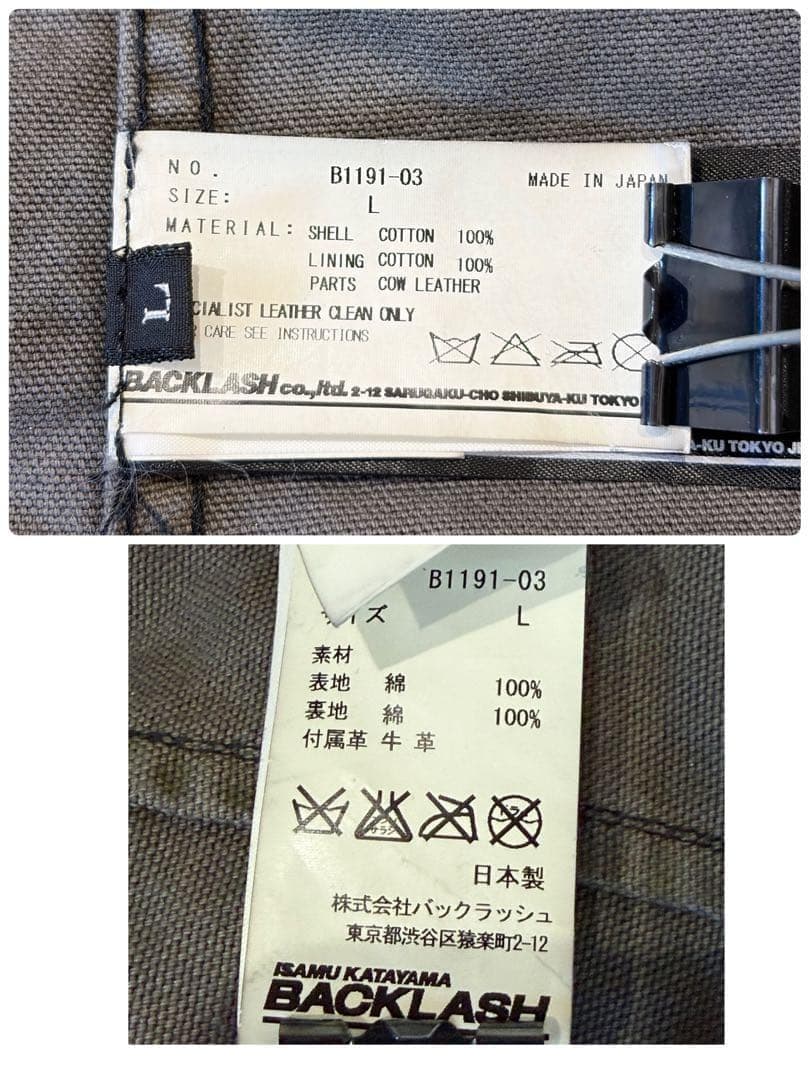 NO. B1191-03 MADE IN JAPAN
SIZE: L
MATERIAL: SHELL COTTON 100%
LINING COTTON 100%
PARTS COW LEATHER
L
CIALIST LEATHER CLEAN ONLY
CARE SEE INSTRUCTIONS
BACKLASH co.,ltd. 2-12 SARUGAKU-CHO SHIBUYA-KU TOKYO
A-KU TOKYO
B1191-03
サイズ L
素材
表地 綿 100%
裏地 綿 100%
付属革 牛革
日本製
株式会社バックラッシュ
東京都渋谷区猿楽町2-12
ISAMU KATAYAMA
BACKLASH